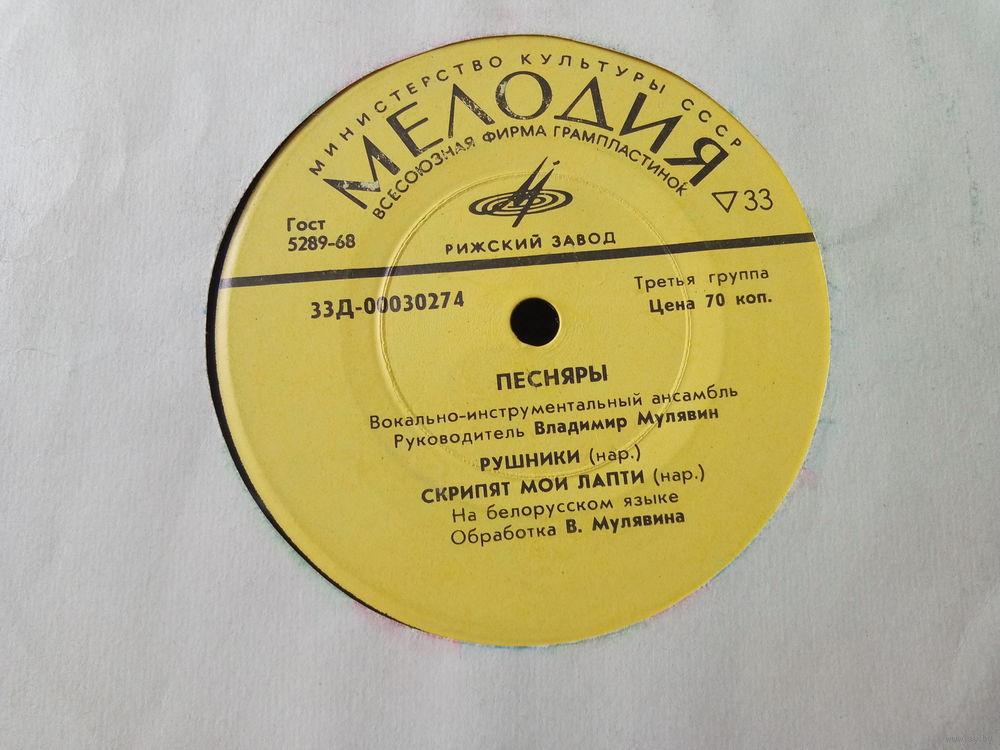 МИНИСТЕРСТВО КУЛЬТУРЫ СССР
МЕЛОДИЯ
ВСЕСОЮЗНАЯ ФИРМА ГРАМПЛАСТИНОК
▽33
Гост
5289-68
РИЖСКИЙ ЗАВОД
33Д-00030274
Третья группа
Цена 70 коп.
ПЕСНЯРЫ
Вокально-инструментальный ансамбль
Руководитель Владимир Мулявин
РУШНИКИ (нар.)
СКРИПЯТ МОИ ЛАПТИ (нар.)
На белорусском языке
Обработка В. Мулявина